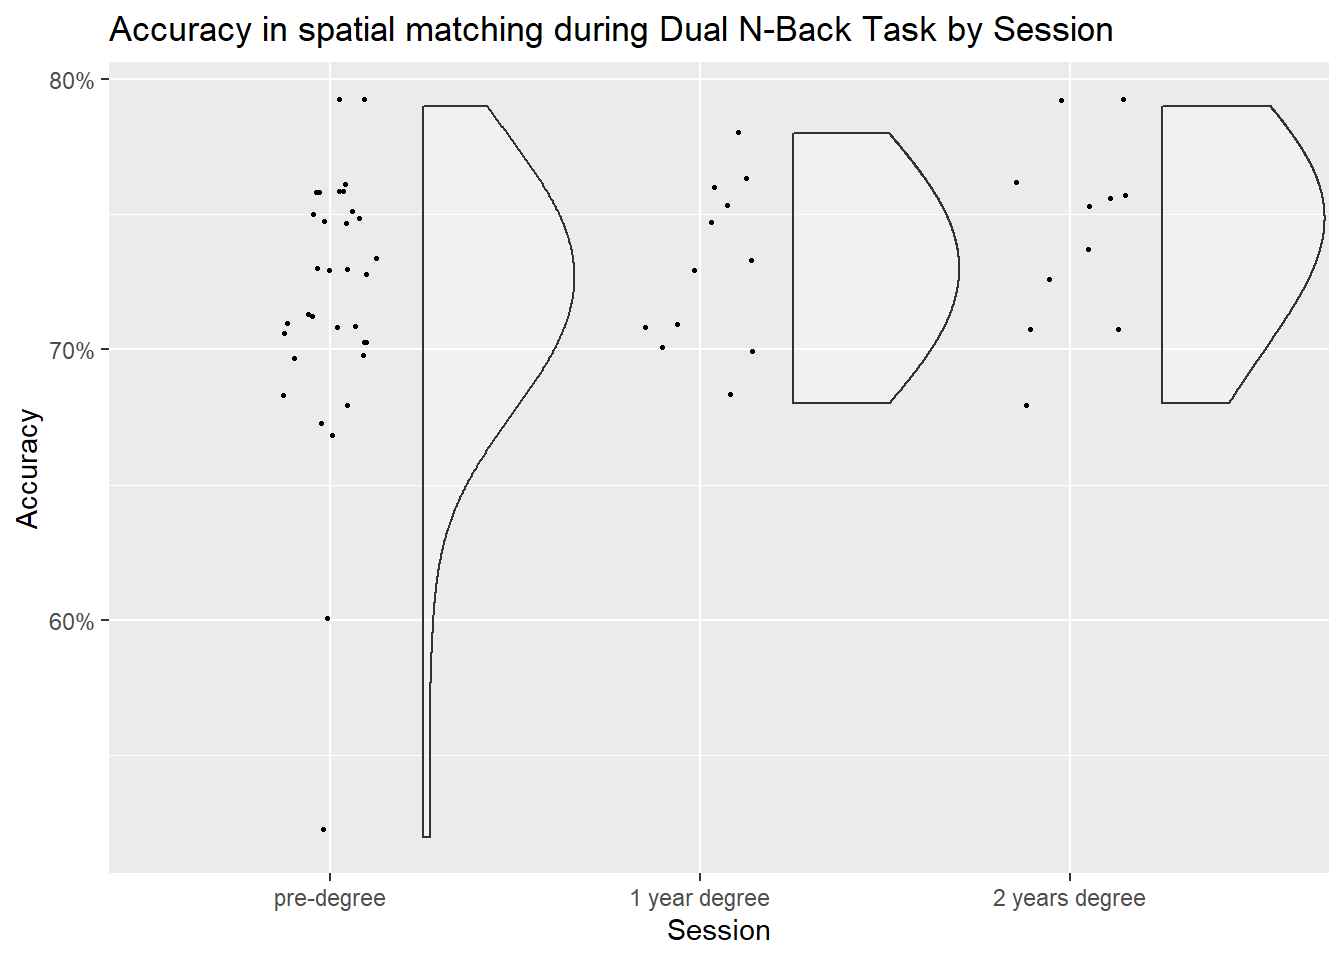 Accuracy in spatial matching during Dual N-Back Task by Session
80%
70%
60%
Accuracy
pre-degree
1 year degree
2 years degree
Session